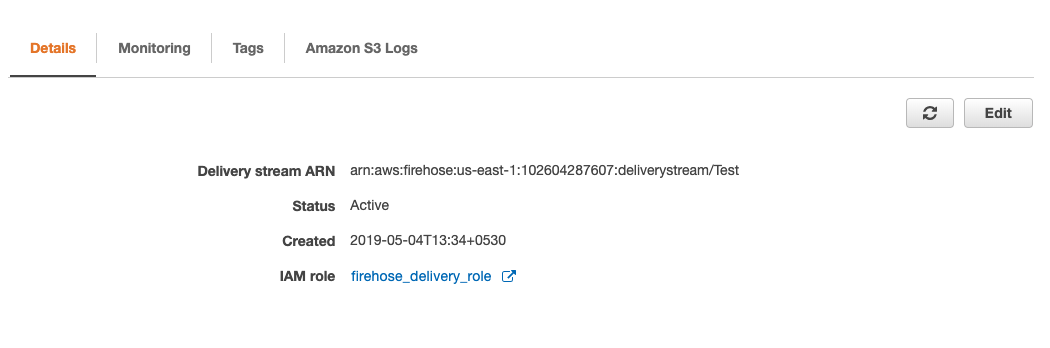 Details Monitoring Tags Amazon S3 Logs
Edit
Delivery stream ARN arn:aws:firehose:us-east-1:102604287607:deliverystream/Test
Status Active
Created 2019-05-04T13:34+0530
IAM role firehose_delivery_role